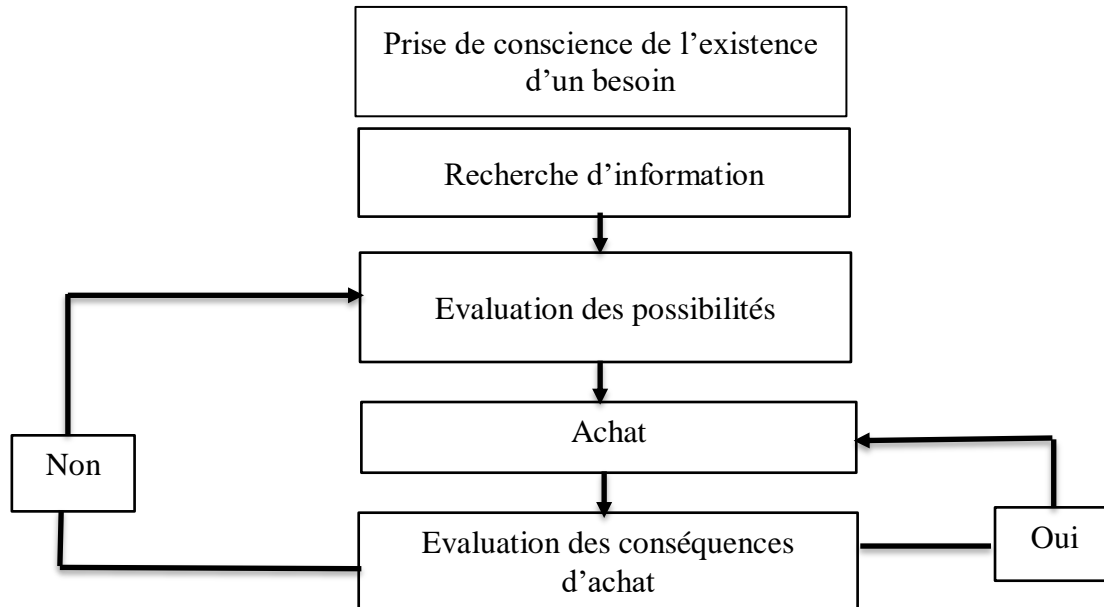 Prise de conscience de l’existence
d’un besoin
Recherche d’information
Evaluation des possibilités
Achat
Non
Evaluation des conséquences
d’achat
Oui